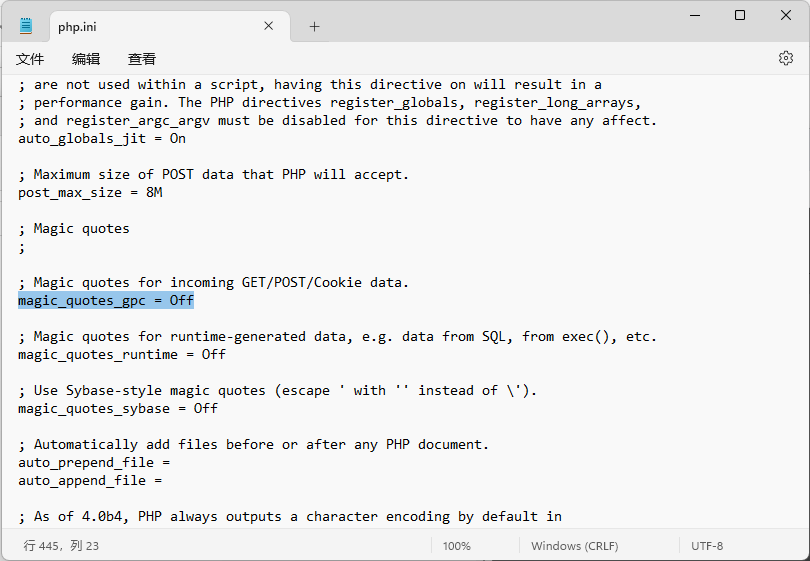 php.ini
文件 编辑 查看
; are not used within a script, having this directive on will result in a
; performance gain. The PHP directives register_globals, register_long_arrays,
; and register_argc_argv must be disabled for this directive to have any affect.
auto_globals_jit = On
; Maximum size of POST data that PHP will accept.
post_max_size = 8M
; Magic quotes
;
; Magic quotes for incoming GET/POST/Cookie data.
magic_quotes_gpc = Off
; Magic quotes for runtime-generated data, e.g. data from SQL, from exec(), etc.
magic_quotes_runtime = Off
; Use Sybase-style magic quotes (escape ' with '' instead of \').
magic_quotes_sybase = Off
; Automatically add files before or after any PHP document.
auto_prepend_file =
auto_append_file =
; As of 4.0b4, PHP always outputs a character encoding by default in
行 445，列 23 100% Windows (CRLF) UTF-8